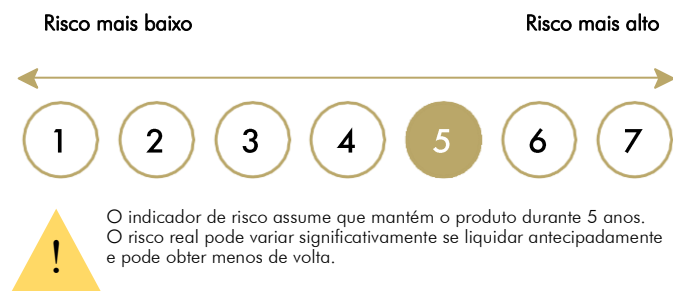 Risco mais baixo Risco mais alto
1 2 3 4 5 6 7
! O indicador de risco assume que mantém o produto durante 5 anos.
O risco real pode variar significativamente se liquidar antecipadamente
e pode obter menos de volta.